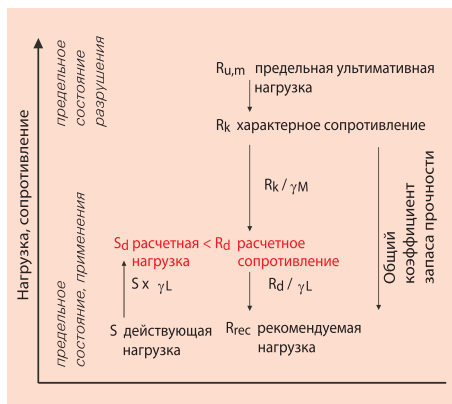 Нагрузка, сопротивление
предельное
состояние
разрушения
предельное
состояние, применения
Ru,m предельная ультимативная
нагрузка
Rk характерное сопротивление
Rk / γM
Sd расчетная < Rd расчетное
нагрузка сопротивление
S x γL
Rd / γL
S действующая
нагрузка
Rrec рекомендуемая
нагрузка
Общий
коэффициент
запаса прочности